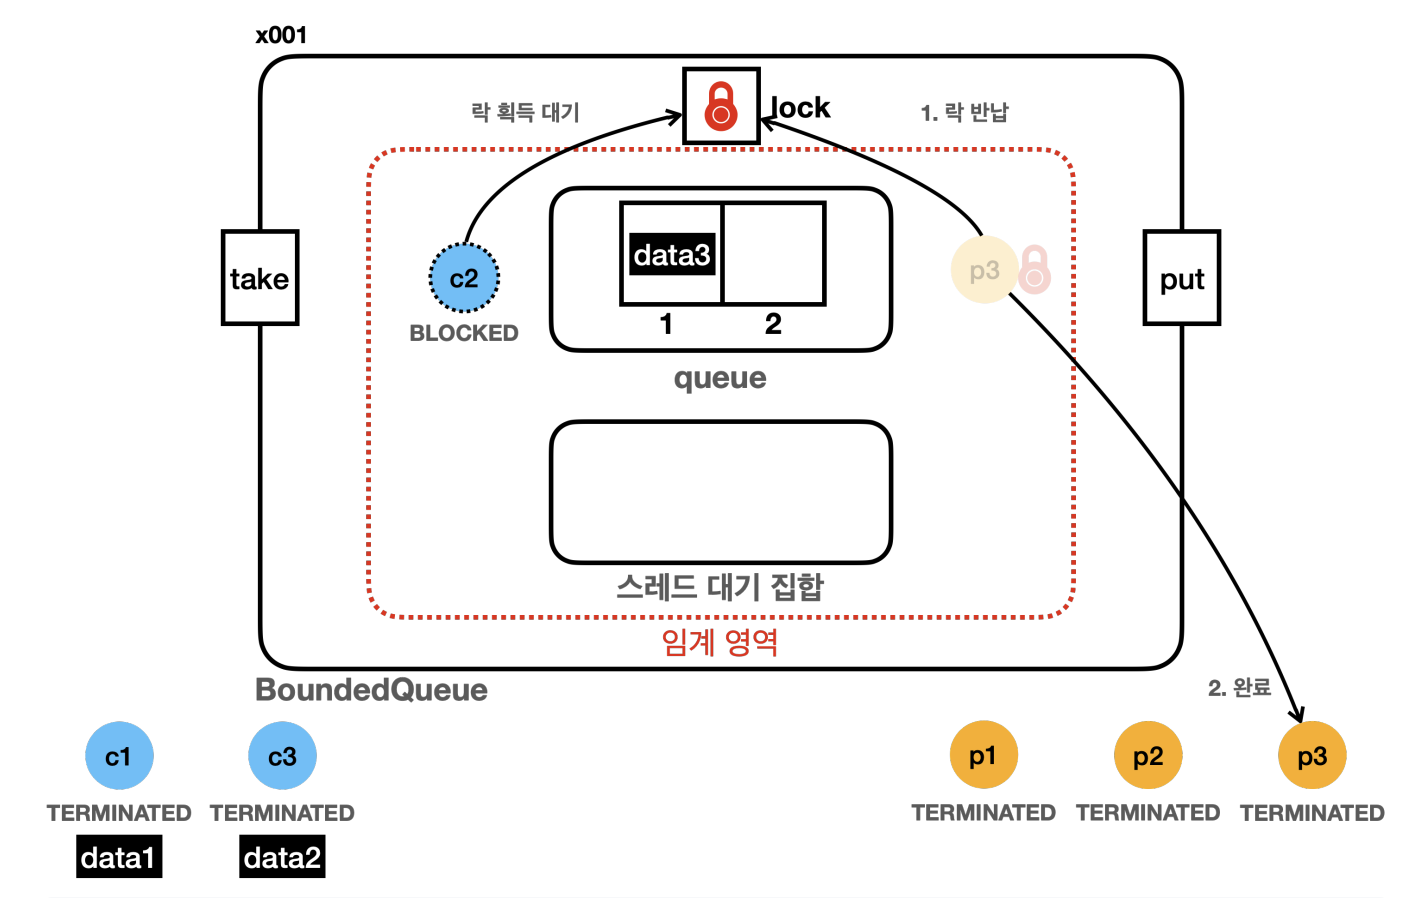 x001
락 획득 대기
lock
1. 락 반납
take
c2
BLOCKED
data3
1 2
queue
p3
put
스레드 대기 집합
임계 영역
BoundedQueue
2. 완료
c1 c3 p1 p2 p3
TERMINATED TERMINATED TERMINATED TERMINATED TERMINATED
data1 data2